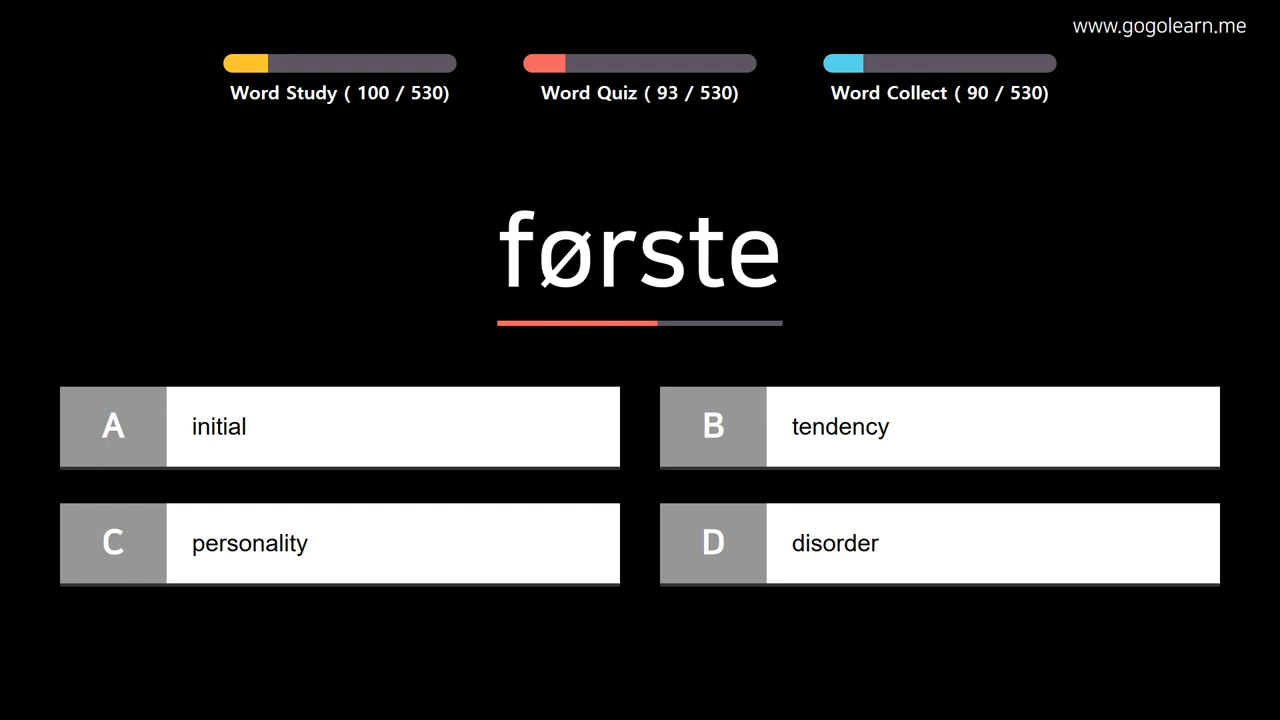 www.gogolearn.me
Word Study ( 100 / 530)
Word Quiz ( 93 / 530)
Word Collect ( 90 / 530)
første
A initial
B tendency
C personality
D disorder